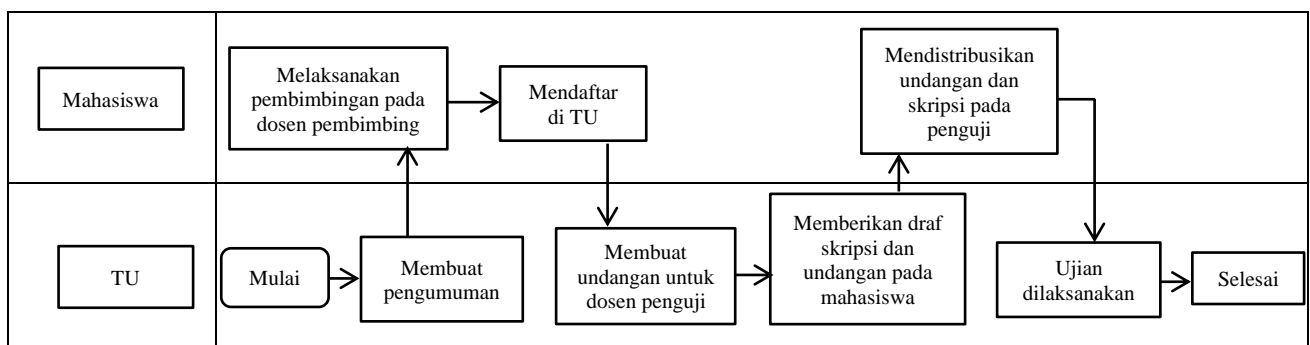 Mahasiswa
Melaksanakan
pembimbingan pada
dosen pembimbing
Mendaftar
di TU
Mendistribusikan
undangan dan
skripsi pada
penguji
TU
Mulai
Membuat
pengumuman
Membuat
undangan untuk
dosen penguji
Memberikan draf
skripsi dan
undangan pada
mahasiswa
Ujian
dilaksanakan
Selesai